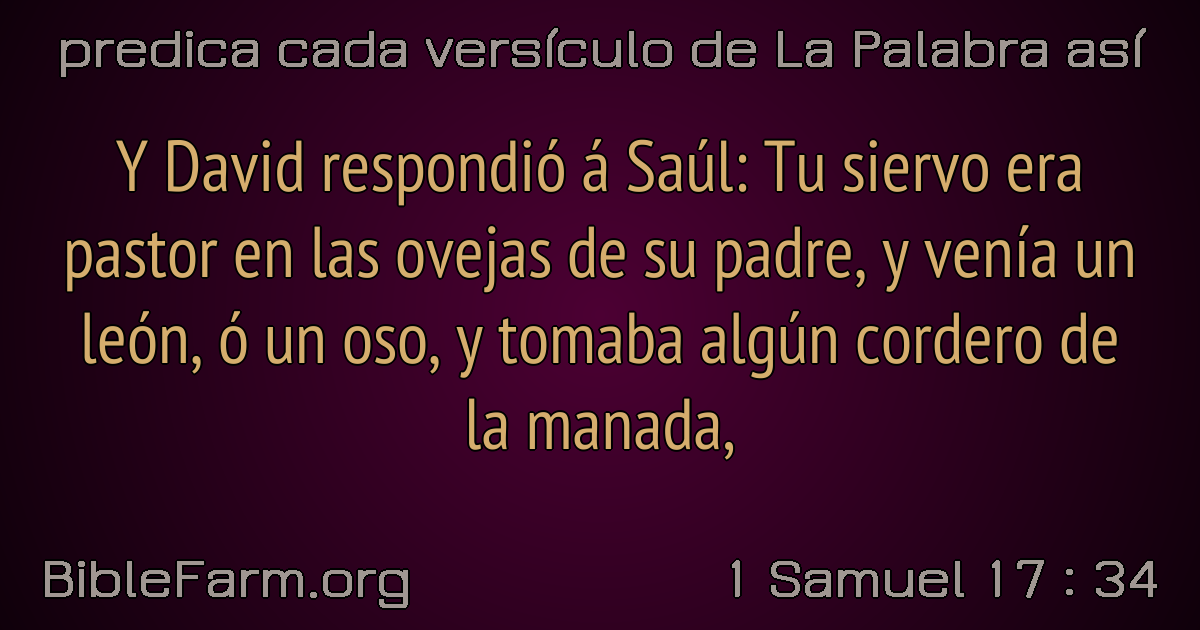 predica cada versículo de La Palabra así
Y David respondió á Saúl: Tu siervo era
pastor en las ovejas de su padre, y venía un
león, ó un oso, y tomaba algún cordero de
la manada,
BibleFarm.org
1 Samuel 17 : 34